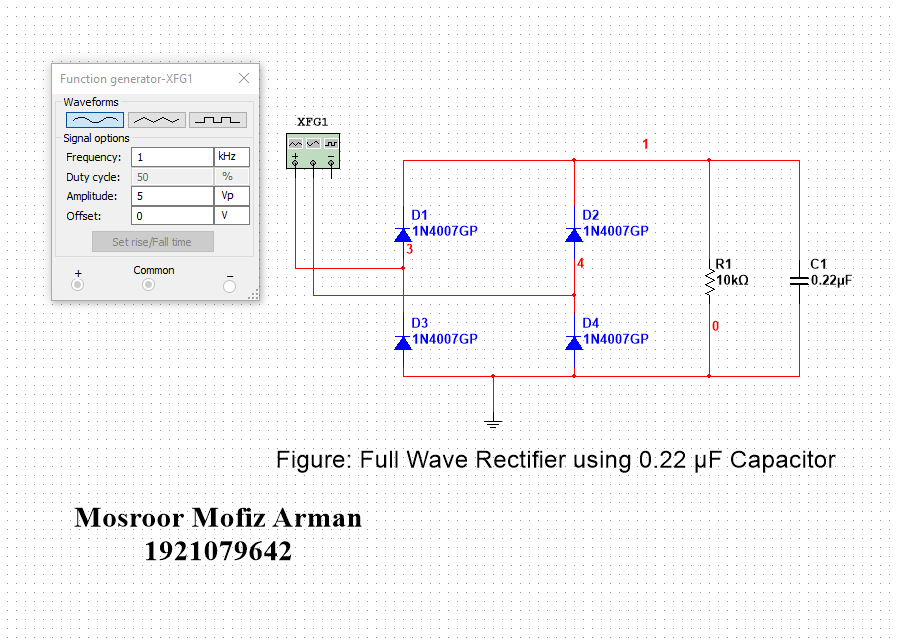 Function generator-XFG1
Waveforms
Signal options
Frequency: 1 kHz
Duty cycle: 50 %
Amplitude: 5 Vp
Offset: 0 V
Set rise/Fall time
+ Common −
XFG1
+ −
1
D1
1N4007GP
3
D2
1N4007GP
4
R1
10kΩ
C1
0.22µF
D3
1N4007GP
D4
1N4007GP
0
Figure: Full Wave Rectifier using 0.22 µF Capacitor
Mosroor Mofiz Arman
1921079642